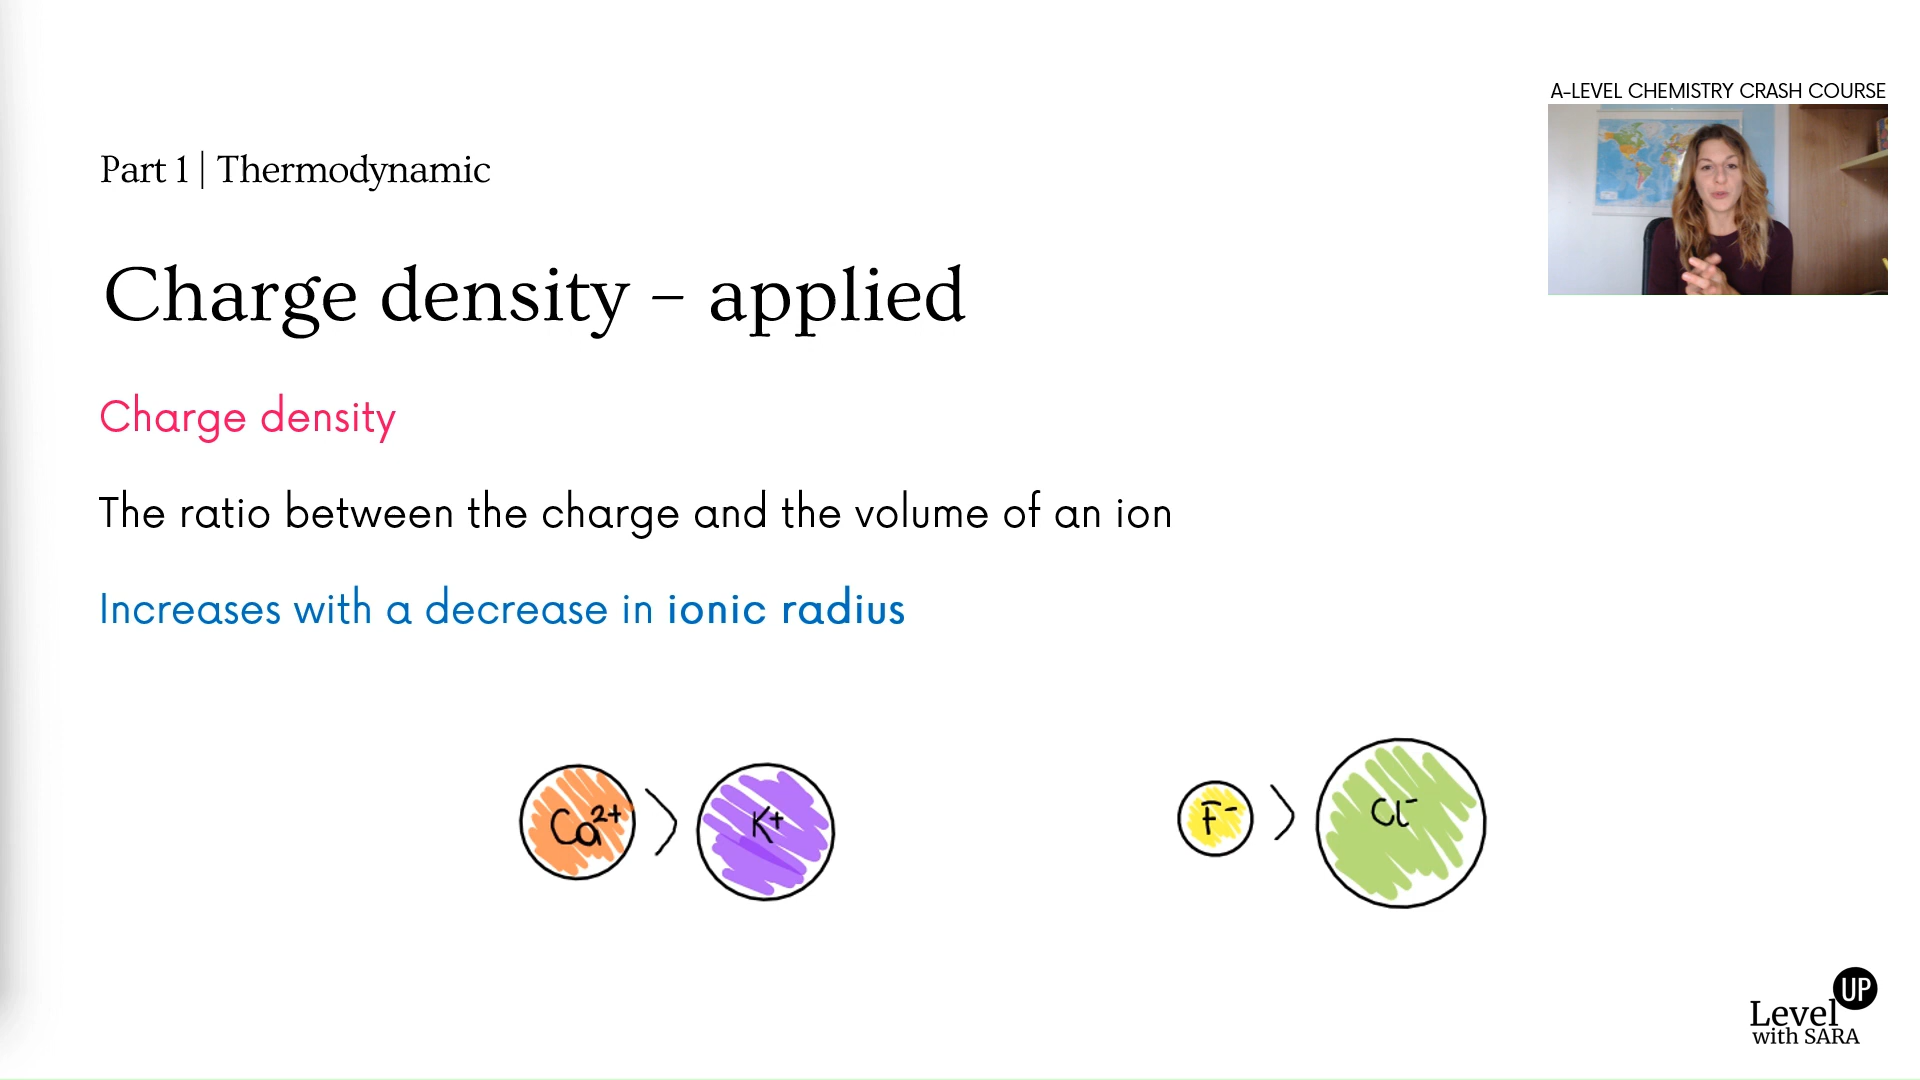 A-LEVEL CHEMISTRY CRASH COURSE
Part 1 | Thermodynamic
Charge density – applied
Charge density
The ratio between the charge and the volume of an ion
Increases with a decrease in ionic radius
Ca²⁺ > K⁺
F⁻ > Cl⁻
UP
Level
with SARA